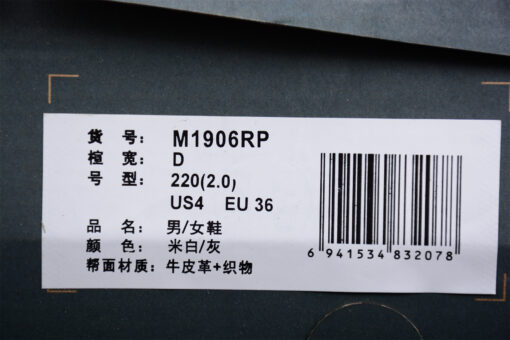 貨 号： M1906RP
楦 宽： D
号 型： 220(2.0)
US4 EU 36
品 名： 男/女鞋
颜 色： 米白/灰
帮面材质： 牛皮革+织物
6 941534 832078